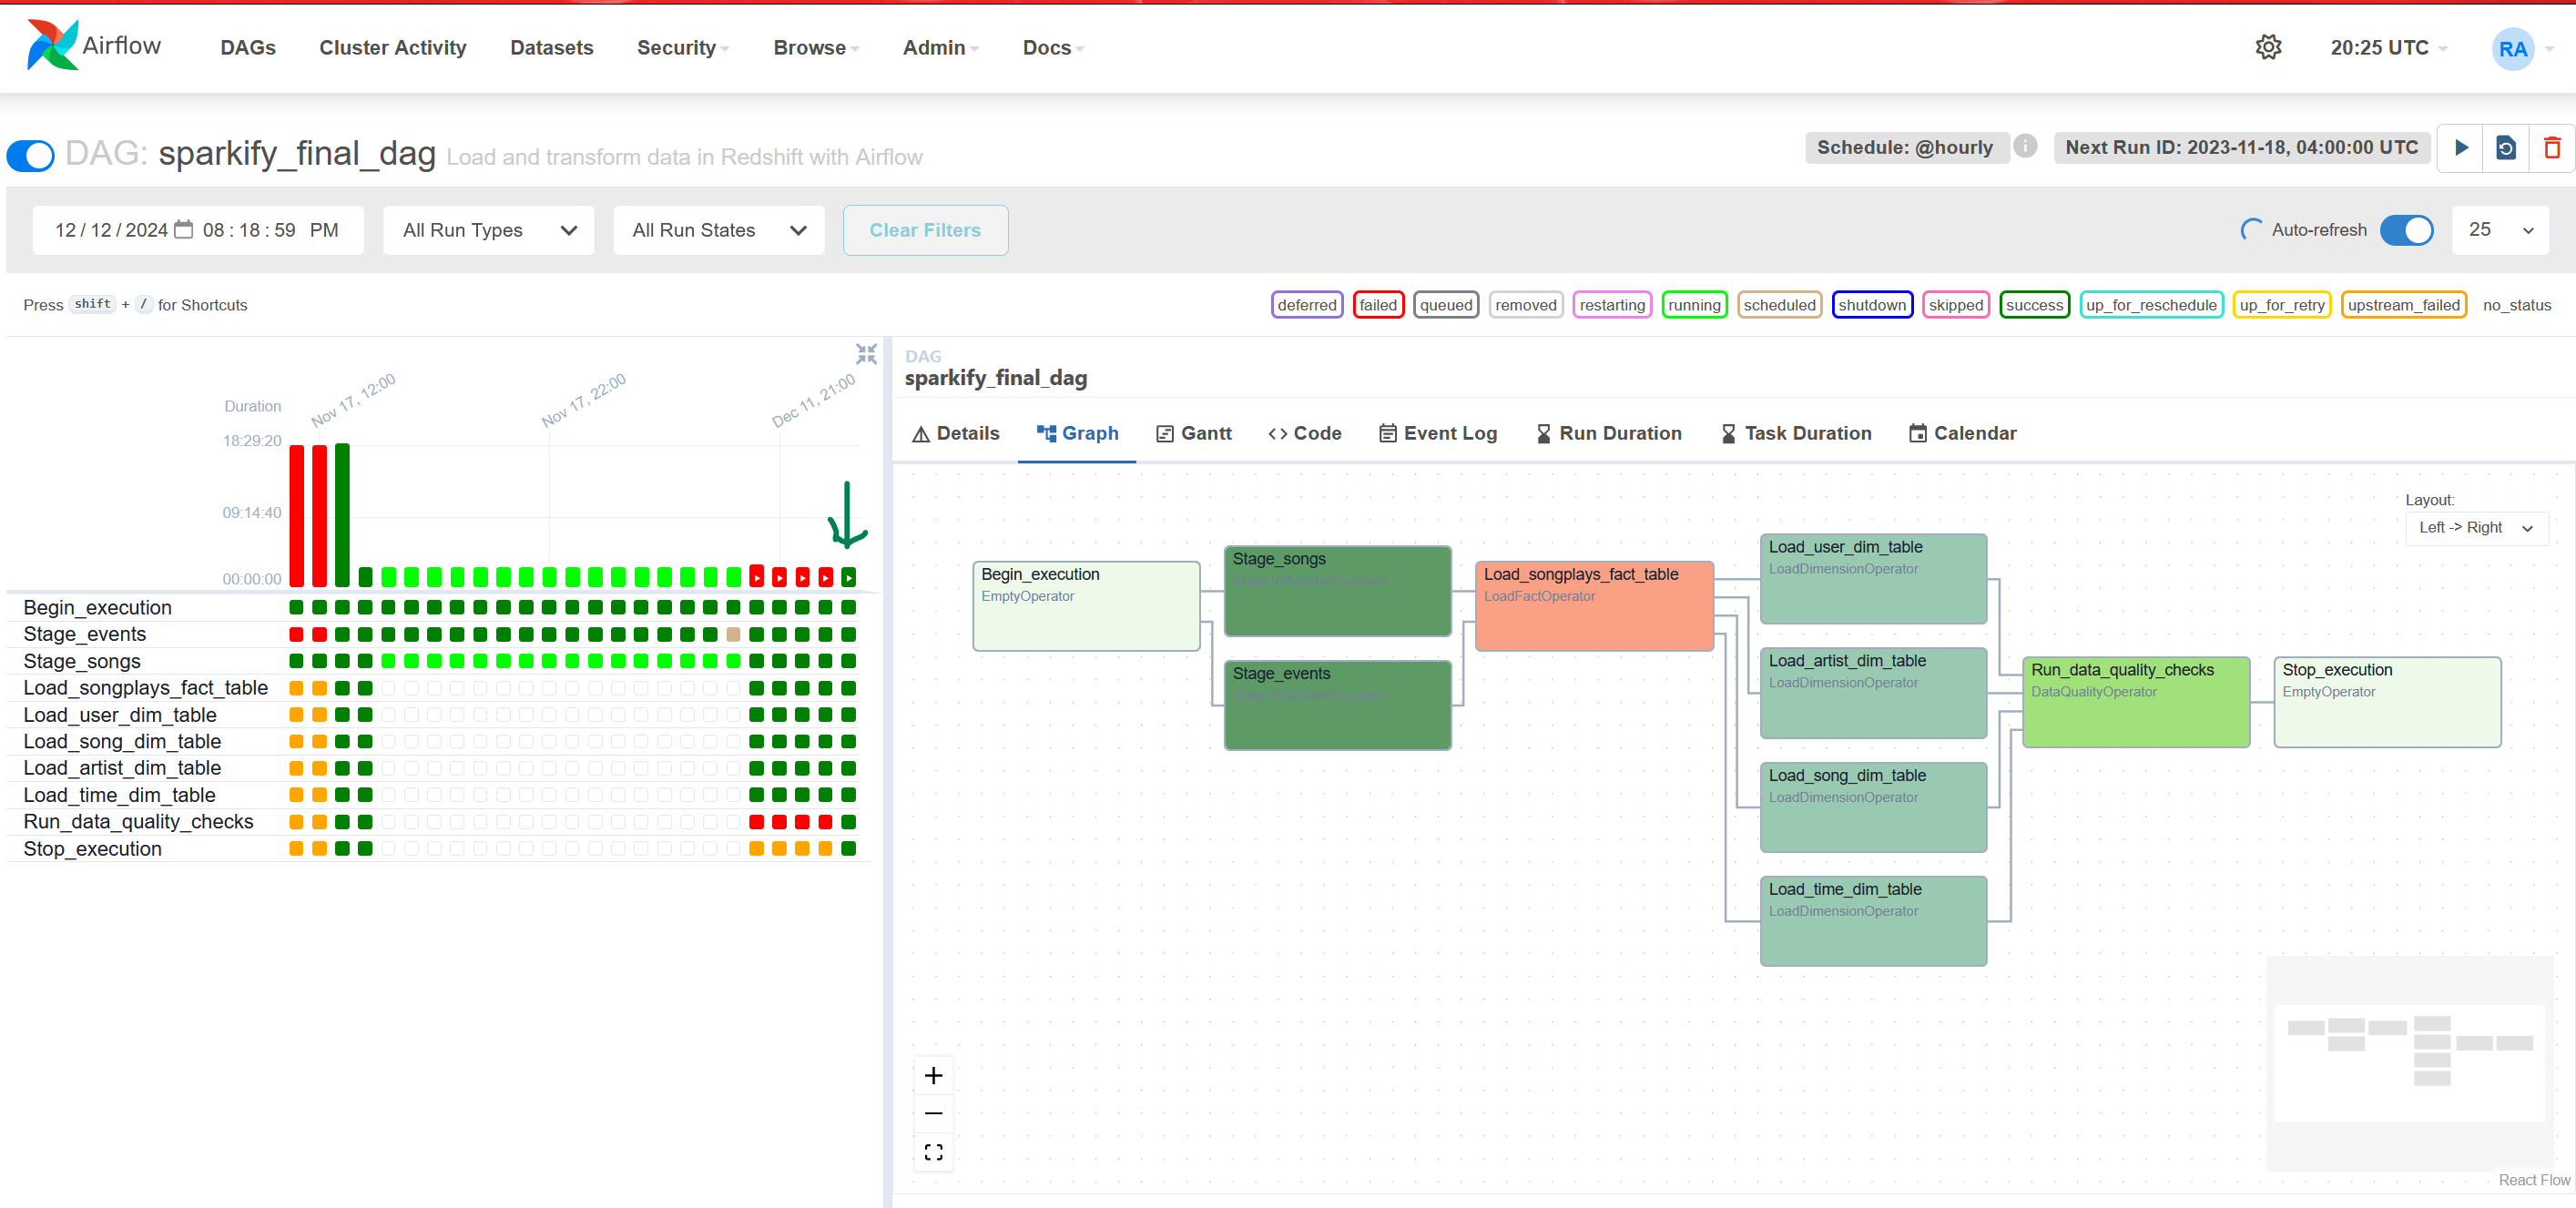 Airflow DAGs Cluster Activity Datasets Security Browse Admin Docs 20:25 UTC RA
DAG: sparkify_final_dag Load and transform data in Redshift with Airflow Schedule: @hourly Next Run ID: 2023-11-18, 04:00:00 UTC
12/12/2024 08:18:59 PM All Run Types All Run States Clear Filters Auto-refresh 25
Press shift + / for Shortcuts deferred failed queued removed restarting running scheduled shutdown skipped success up_for_reschedule up_for_retry upstream_failed no_status
Duration
Nov 17, 12:00
Nov 17, 22:00
Dec 11, 21:00
18:29:20
09:14:40
00:00:00
Begin_execution
Stage_events
Stage_songs
Load_songplays_fact_table
Load_user_dim_table
Load_song_dim_table
Load_artist_dim_table
Load_time_dim_table
Run_data_quality_checks
Stop_execution
DAG
sparkify_final_dag
Details Graph Gantt Code Event Log Run Duration Task Duration Calendar
Layout:
Left -> Right
Begin_execution
EmptyOperator
Stage_songs
Stage_events
Load_songplays_fact_table
LoadFactOperator
Load_user_dim_table
LoadDimensionOperator
Load_artist_dim_table
LoadDimensionOperator
Load_song_dim_table
LoadDimensionOperator
Load_time_dim_table
LoadDimensionOperator
Run_data_quality_checks
DataQualityOperator
Stop_execution
EmptyOperator
React Flow